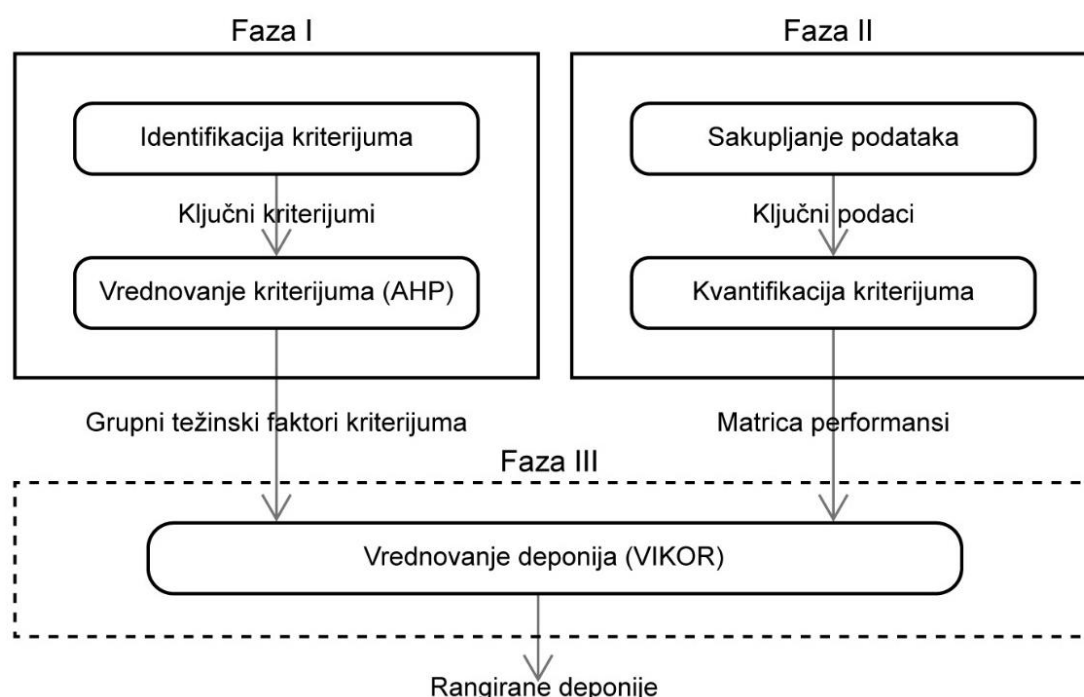 Faza I
Faza II
Identifikacija kriterijuma
Sakupljanje podataka
Ključni kriterijumi
Ključni podaci
Vrednovanje kriterijuma (AHP)
Kvantifikacija kriterijuma
Grupni težinski faktori kriterijuma
Matrica performansi
Faza III
Vrednovanje deponija (VIKOR)
Rangirane deponije